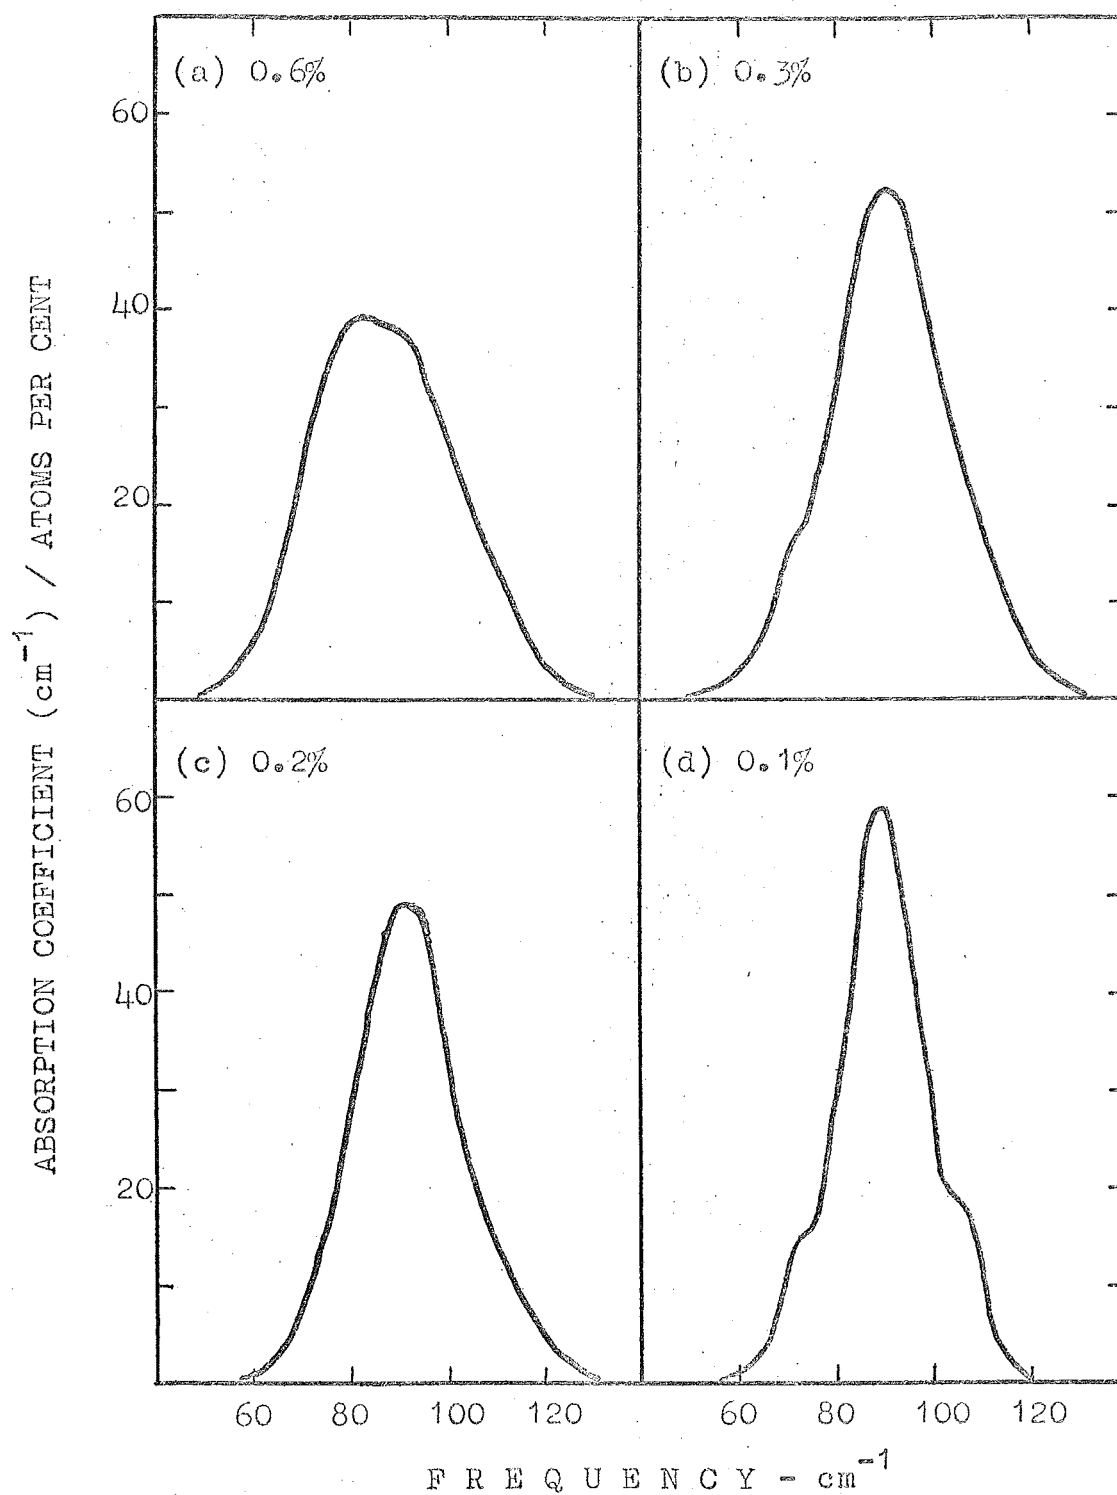 (a) 0.6%
(b) 0.3%
60
40
20
(c) 0.2%
(d) 0.1%
60
40
20
60 80 100 120
60 80 100 120
FREQUENCY - cm⁻¹
ABSORPTION COEFFICIENT (cm⁻¹) / ATOMS PER CENT